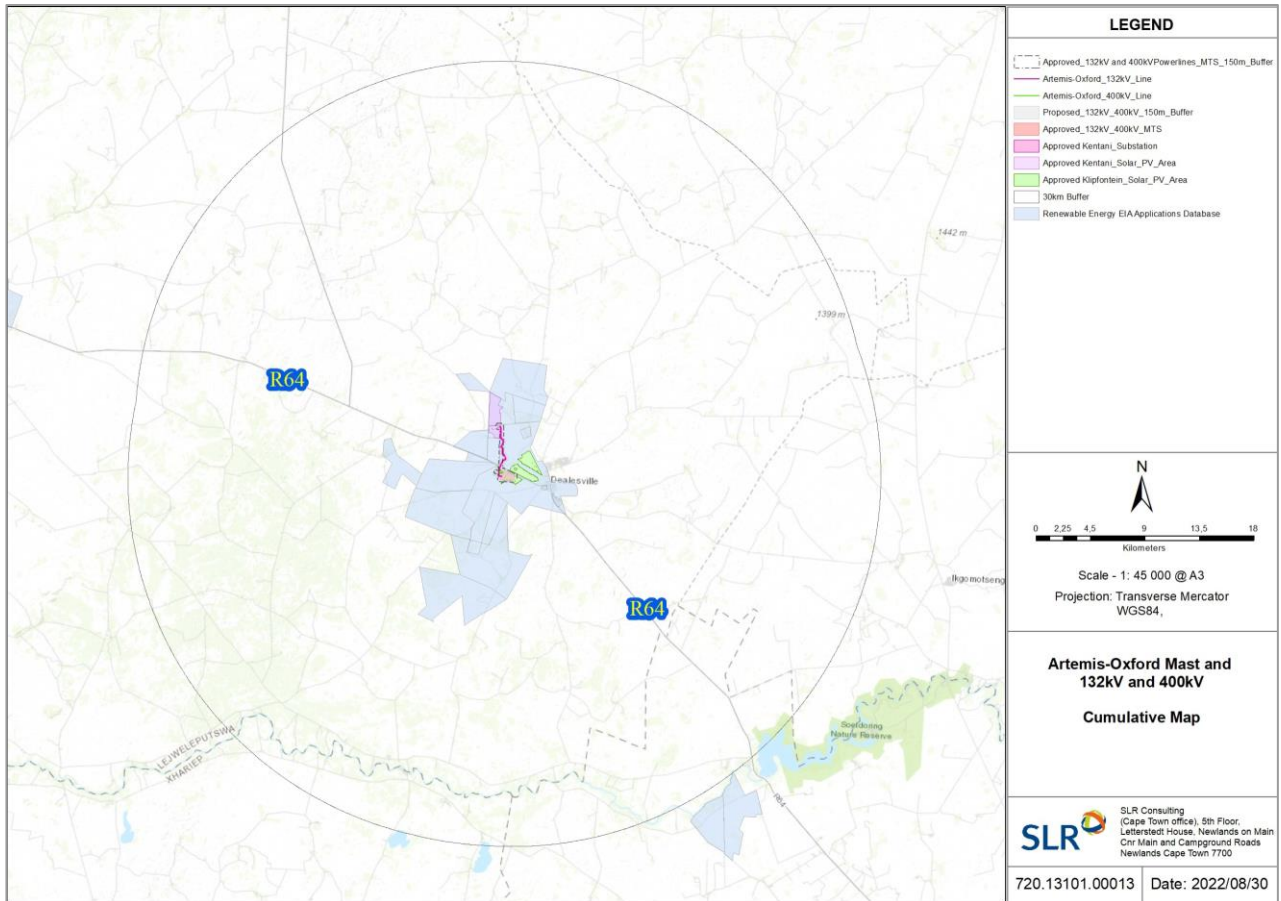 1442 m
1399 m
R64
Dealesville
R64
Ikgomotseng
Soetdoring
Nature Reserve
LEJWELEPUTSWA
XHARIEP
R64
LEGEND
Approved_132kV and 400kVPowerlines_MTS_150m_Buffer
Artemis-Oxford_132kV_Line
Artemis-Oxford_400kV_Line
Proposed_132kV_400kV_150m_Buffer
Approved_132kV_400kV_MTS
Approved Kentani_Substation
Approved Kentani_Solar_PV_Area
Approved Klipfontein_Solar_PV_Area
30km Buffer
Renewable Energy EIA Applications Database
N
0 2,25 4,5 9 13,5 18
Kilometers
Scale - 1: 45 000 @ A3
Projection: Transverse Mercator
WGS84,
Artemis-Oxford Mast and
132kV and 400kV
Cumulative Map
SLR
SLR Consulting
(Cape Town office), 5th Floor,
Letterstedt House, Newlands on Main
Cnr Main and Campground Roads
Newlands Cape Town 7700
720.13101.00013
Date: 2022/08/30